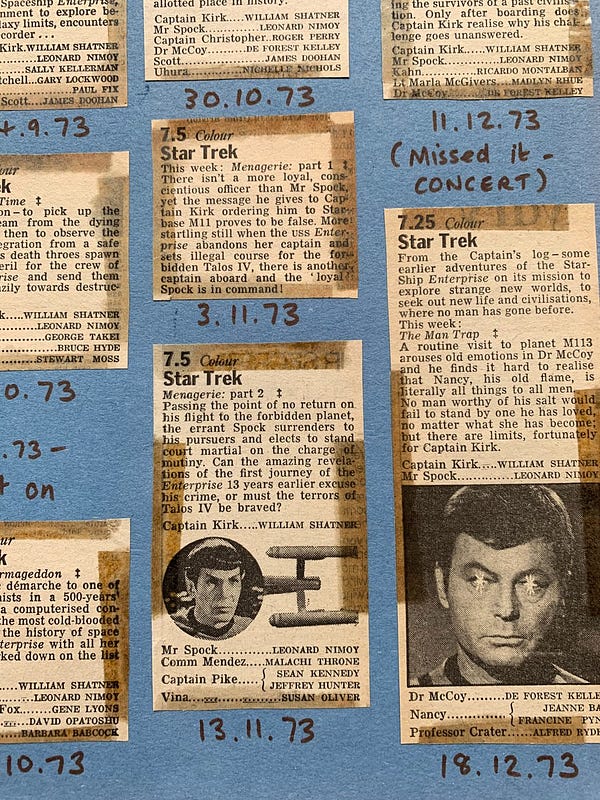 Spaceship Enterprise,
ment to explore be-
laxy limits, encounters
corder . . .
Kirk..WILLIAM SHATNER
LEONARD NIMOY
SALLY KELLERMAN
tchell...GARY LOCKWOOD
PAUL FIX
Scott....JAMES DOOHAN
.9.73
our
k
Time ‡
on – to pick up the
eam from the dying
then to observe the
egration from a safe
s death throes spawn
eril for the crew of
rise and send them
azily towards destruc-
k.....WILLIAM SHATNER
LEONARD NIMOY
GEORGE TAKEI
BRUCE HYDE
STEWART MOSS
0.73
.73 –
on
k
rmageddon ‡
démarche to one of
nists in a 500-years'
a computerised con-
the most cold-blooded
the history of space
erprise with all her
rked down on the list
WILLIAM SHATNER
LEONARD NIMOY
Fox.....GENE LYONS
DAVID OPATOSHU
BARBARA BABCOCK
10.73
allotted place in history.
Captain Kirk....WILLIAM SHATNER
Mr Spock..........LEONARD NIMOY
Captain Christopher..ROGER PERRY
Dr McCoy.......DE FOREST KELLEY
Scott............JAMES DOOHAN
Uhura........NICHELLE NICHOLS
30.10.73
7.5 Colour
Star Trek
This week: Menagerie: part 1 ‡
There isn't a more loyal, cons-
cientious officer than Mr Spock,
yet the message he gives to Cap-
tain Kirk ordering him to Star-
base M11 proves to be false. More
startling still when the USS Enter-
prise abandons her captain and
sets illegal course for the for-
bidden Talos IV, there is another
captain aboard and the 'loyal'
Spock is in command!
3.11.73
7.5 Colour
Star Trek
Menagerie: part 2 ‡
Passing the point of no return on
his flight to the forbidden planet,
the errant Spock surrenders to
his pursuers and elects to stand
court martial on the charge of
mutiny. Can the amazing revela-
tions of the first journey of the
Enterprise 13 years earlier excuse
his crime, or must the terrors of
Talos IV be braved?
Captain Kirk.....WILLIAM SHATNER
Mr Spock..........LEONARD NIMOY
Comm Mendez.....MALACHI THRONE
Captain Pike.....{ SEAN KENNEDY
JEFFREY HUNTER
Vina................SUSAN OLIVER
13.11.73
ing the survivors of a past civilisa-
tion. Only after boarding does
Captain Kirk realise why his chal-
lenge goes unanswered.
Captain Kirk.....WILLIAM SHATNER
Mr Spock..........LEONARD NIMOY
Kahn........RICARDO MONTALBAN
Lt Marla McGivers...MADLYN RHUE
Dr McCoy......DE FOREST KELLEY
11.12.73
(Missed it –
CONCERT)
7.25 Colour
Star Trek
From the Captain's log – some
earlier adventures of the Star-
Ship Enterprise on its mission to
explore strange new worlds, to
seek out new life and civilisations,
where no man has gone before.
This week:
The Man Trap ‡
A routine visit to planet M113
arouses old emotions in Dr McCoy
and he finds it hard to realise
that Nancy, his old flame, is
literally all things to all men.
No man worthy of his salt would
fail to stand by one he has loved,
no matter what she has become;
but there are limits, fortunately
for Captain Kirk.
Captain Kirk.....WILLIAM SHATNER
Mr Spock..........LEONARD NIMOY
Dr McCoy......DE FOREST KELLE
Nancy............{ JEANNE BA
FRANCINE PYN
Professor Crater......ALFRED RYDE
18.12.73